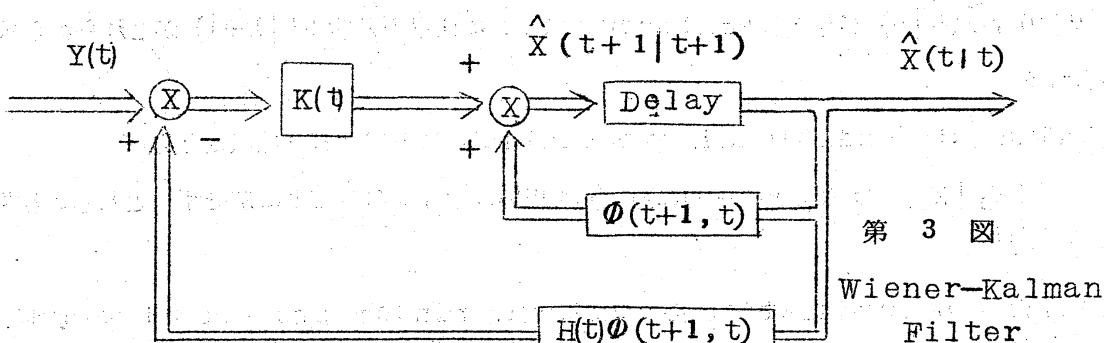 Y(t)
X
+
−
K(t)
+
+
X
X̂(t+1|t+1)
Delay
X̂(t|t)
Φ(t+1, t)
H(t)Φ(t+1, t)
第 3 図
Wiener−Kalman
Filter